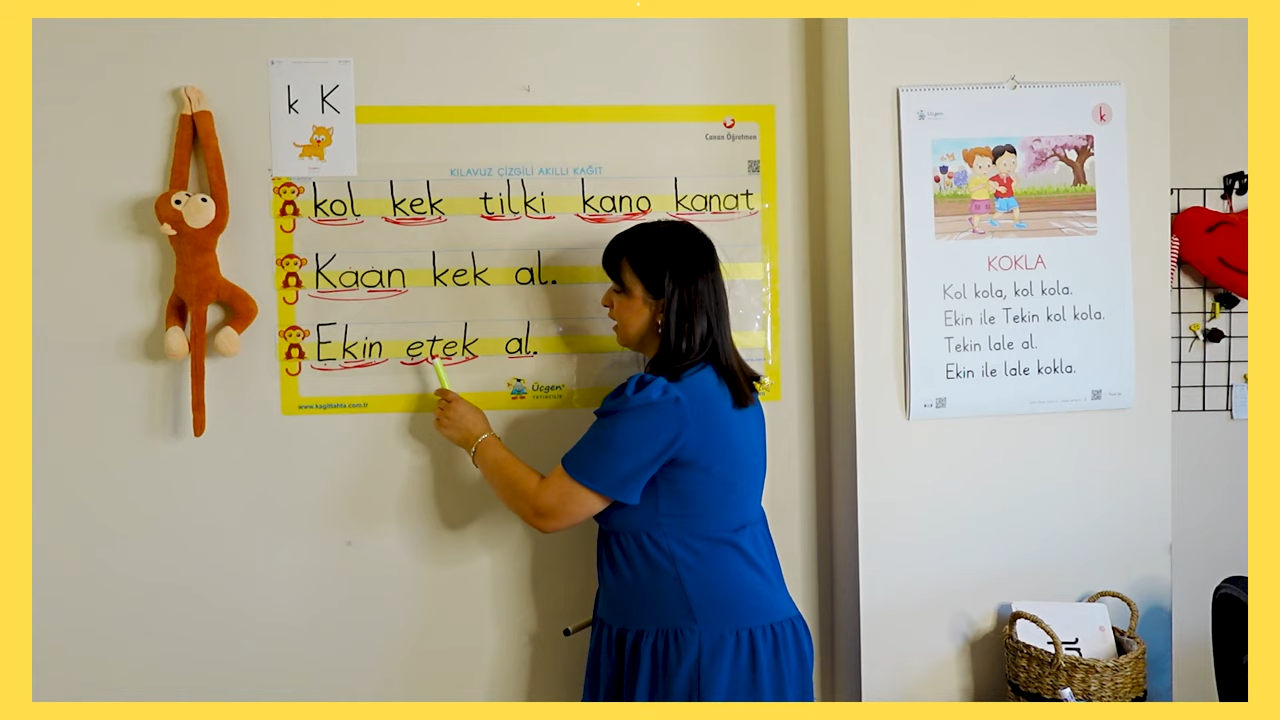 k K
Canan Öğretmen
KILAVUZ ÇİZGİLİ AKILLI KAĞIT
kol kek tilki kano kanat
Kaan kek al.
Ekin etek al.
Üçgen
YAYINCILIK
www.kagittahta.com.tr
Üçgen
k
KOKLA
Kol kola, kol kola.
Ekin ile Tekin kol kola.
Tekin lale al.
Ekin ile lale kokla.